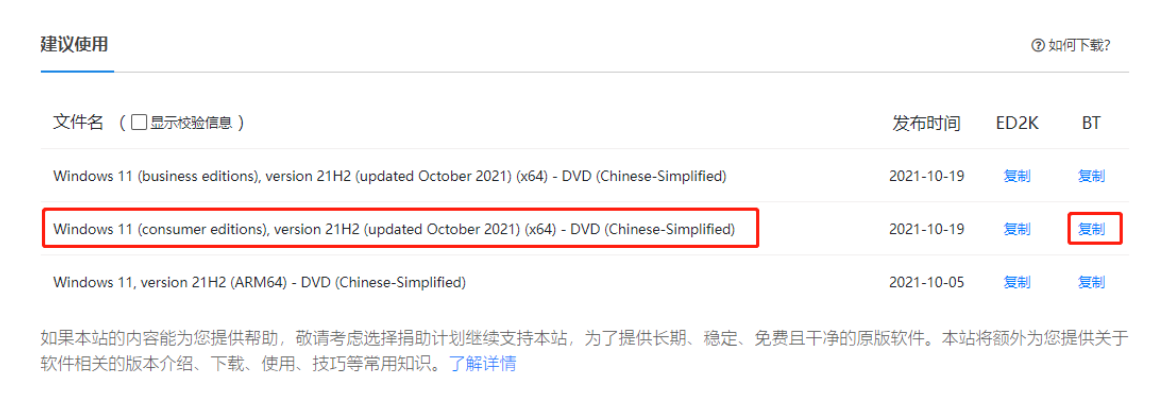 建议使用
如何下载?
文件名 （ 显示校验信息 ） 发布时间 ED2K BT
Windows 11 (business editions), version 21H2 (updated October 2021) (x64) - DVD (Chinese-Simplified) 2021-10-19 复制 复制
Windows 11 (consumer editions), version 21H2 (updated October 2021) (x64) - DVD (Chinese-Simplified) 2021-10-19 复制 复制
Windows 11, version 21H2 (ARM64) - DVD (Chinese-Simplified) 2021-10-05 复制 复制
如果本站的内容能为您提供帮助，敬请考虑选择捐助计划继续支持本站，为了提供长期、稳定、免费且干净的原版软件。本站将额外为您提供关于
软件相关的版本介绍、下载、使用、技巧等常用知识。了解详情